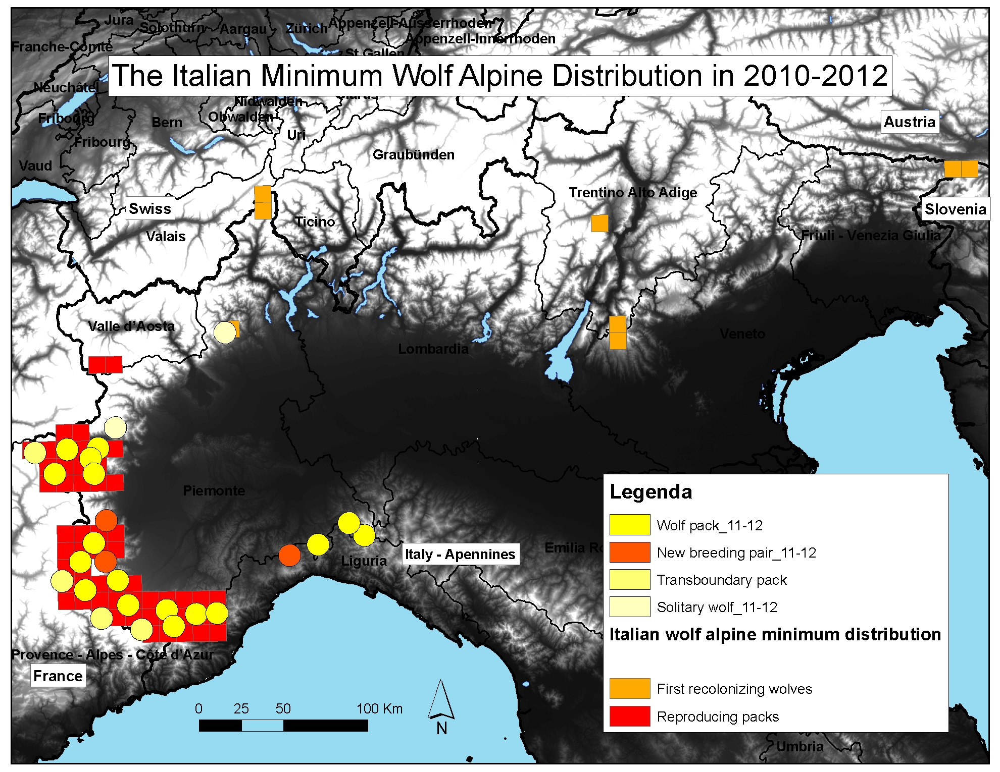 Jura
Solothurn
Aargau
Zürich
Appenzell-Ausserrhoden
Appenzell-Innerrhoden
Franche-Comté
St.Gallen
The Italian Minimum Wolf Alpine Distribution in 2010-2012
Neuchâtel
Glarus
Nidwalden
Obwalden
Fribourg
Bern
Uri
Austria
Fribourg
Graubünden
Vaud
Trentino Alto Adige
Swiss
Slovenia
Ticino
Valais
Friuli - Venezia Giulia
Valle d'Aosta
Veneto
Lombardia
Piemonte
Italy - Apennines
Emilia Ro
Liguria
Legenda
Wolf pack_11-12
New breeding pair_11-12
Transboundary pack
Solitary wolf_11-12
Italian wolf alpine minimum distribution
First recolonizing wolves
Reproducing packs
Provence - Alpes - Côte d'Azur
France
0 25 50 100 Km
N
Umbria